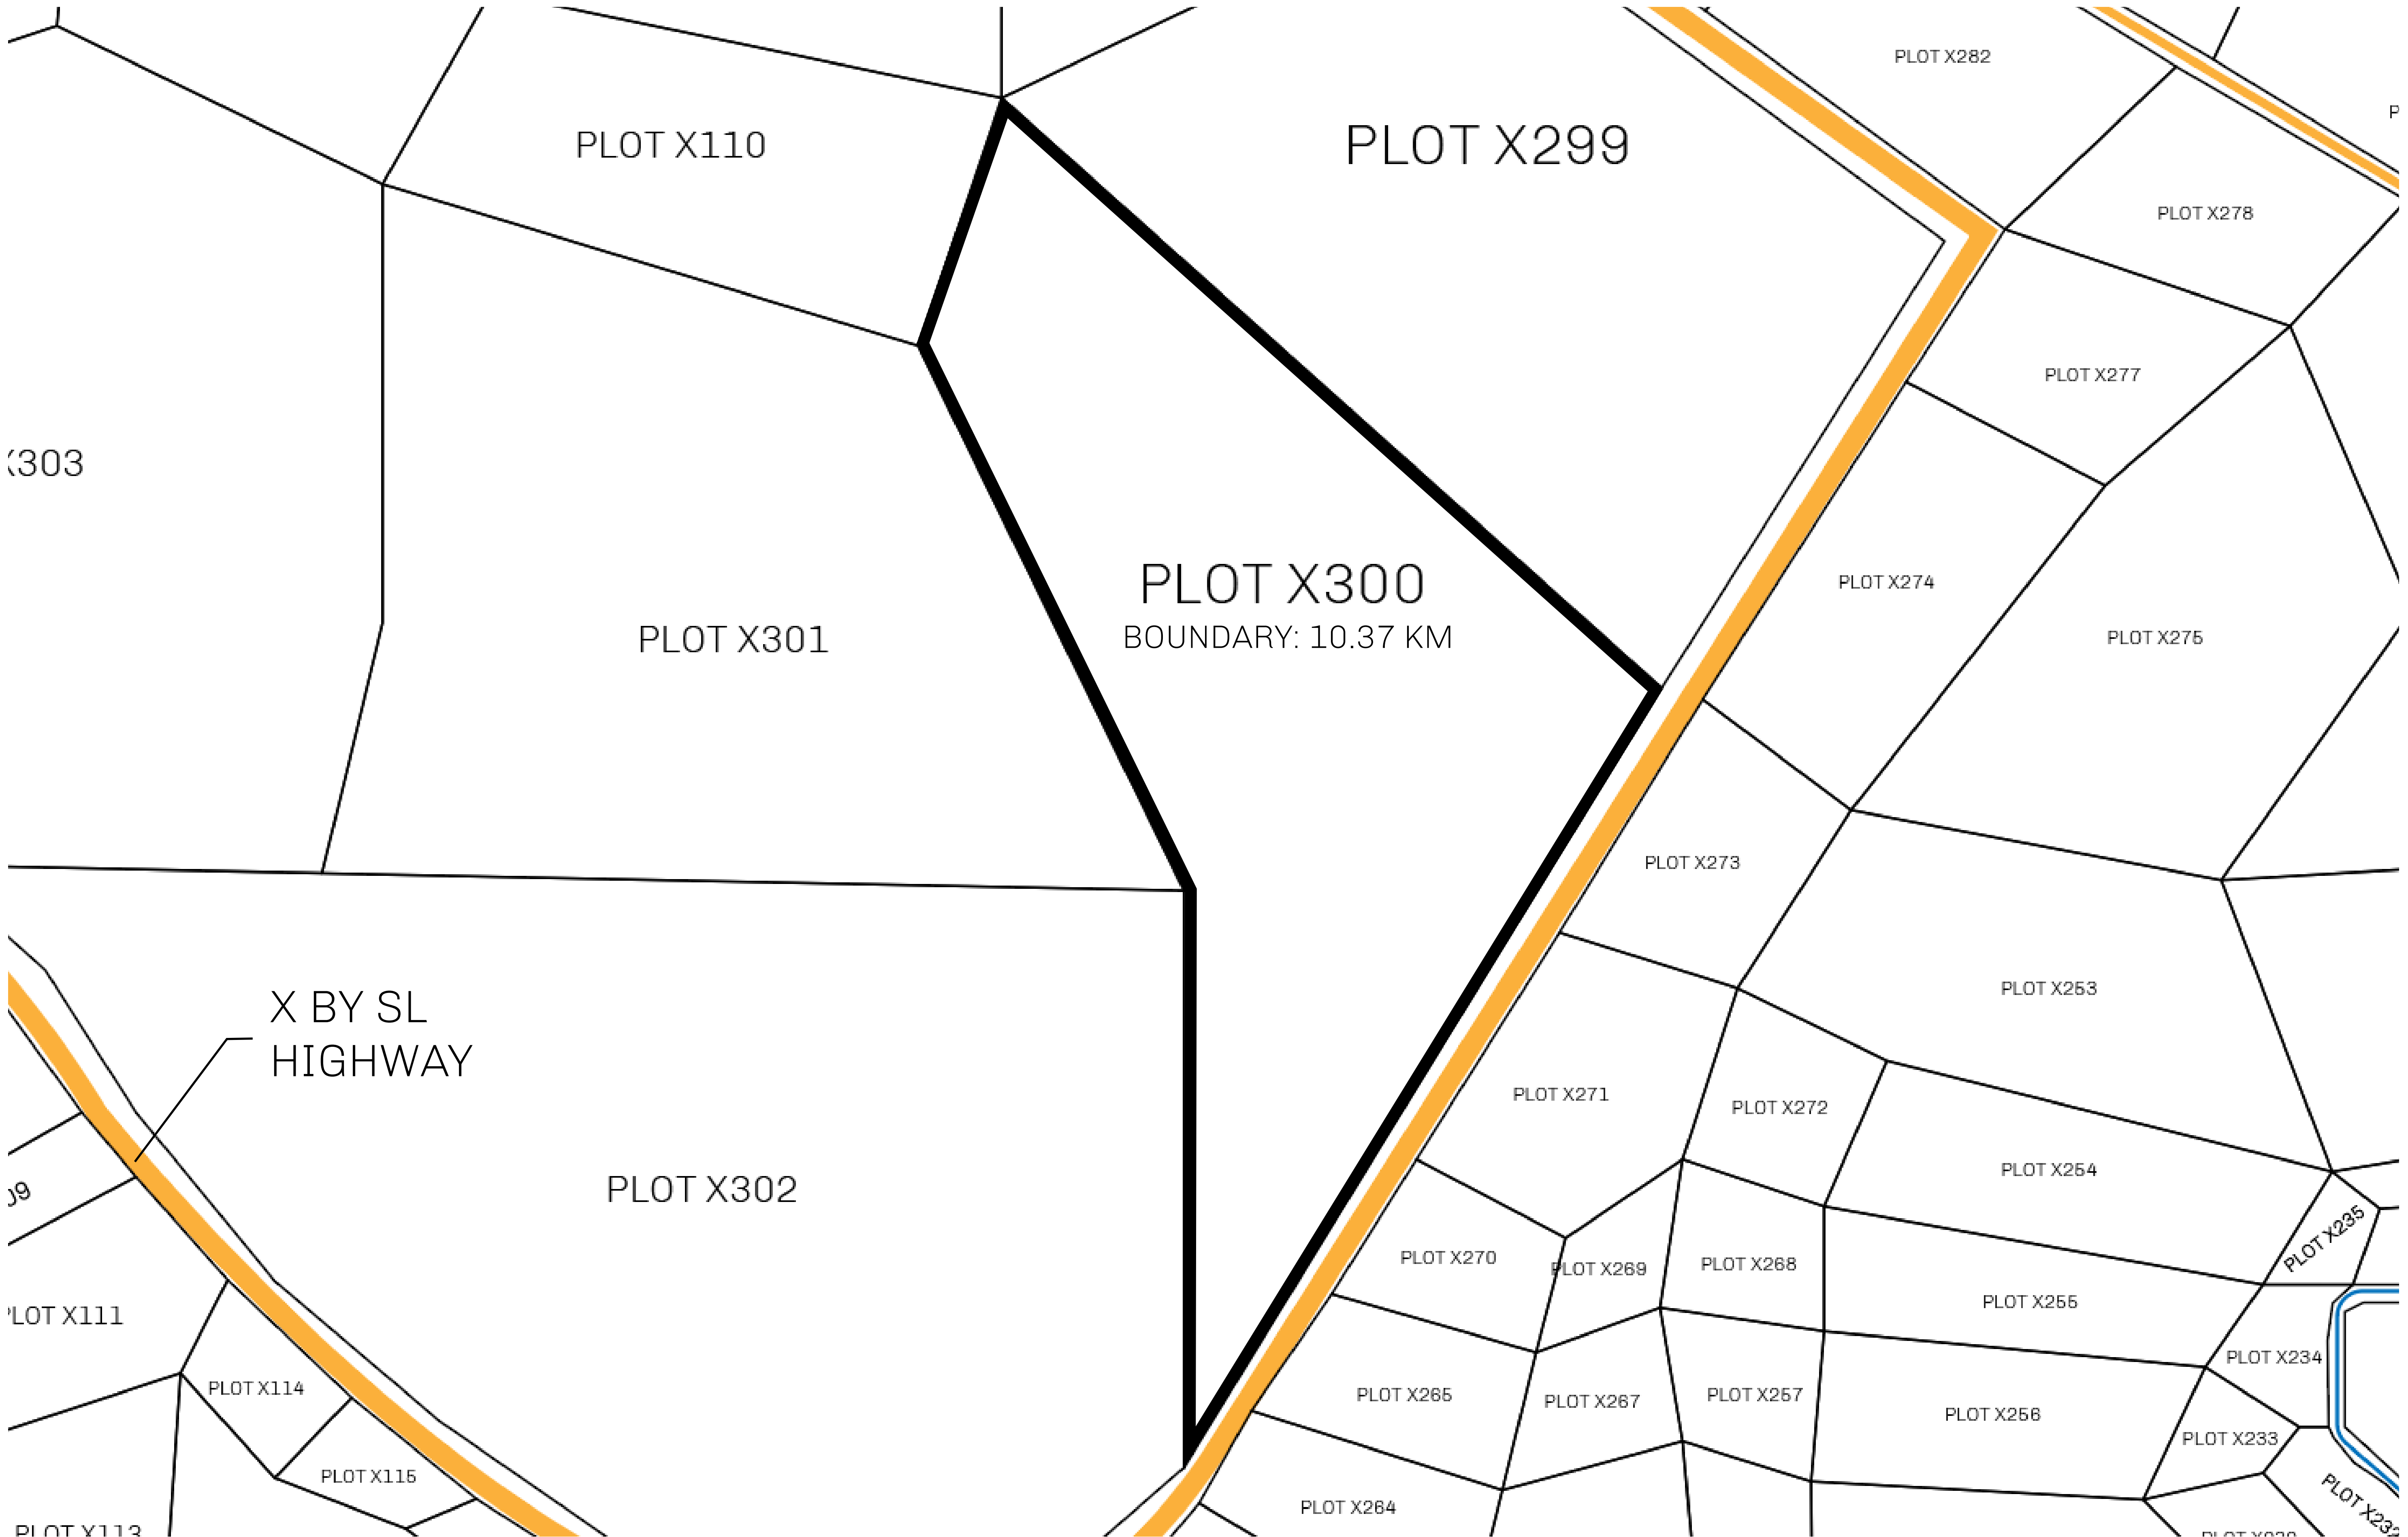 PLOT X282
PLOT X110
PLOT X299
PLOT X278
PLOT X277
X303
PLOT X274
PLOT X300
BOUNDARY: 10.37 KM
PLOT X301
PLOT X275
PLOT X273
PLOT X253
X BY SL
HIGHWAY
PLOT X271
PLOT X272
PLOT X254
PLOT X302
09
PLOT X235
PLOT X270
PLOT X269
PLOT X268
PLOT X255
PLOT X111
PLOT X234
PLOT X114
PLOT X265
PLOT X267
PLOT X257
PLOT X256
PLOT X233
PLOT X115
PLOT X264
PLOT X232
PLOT X113